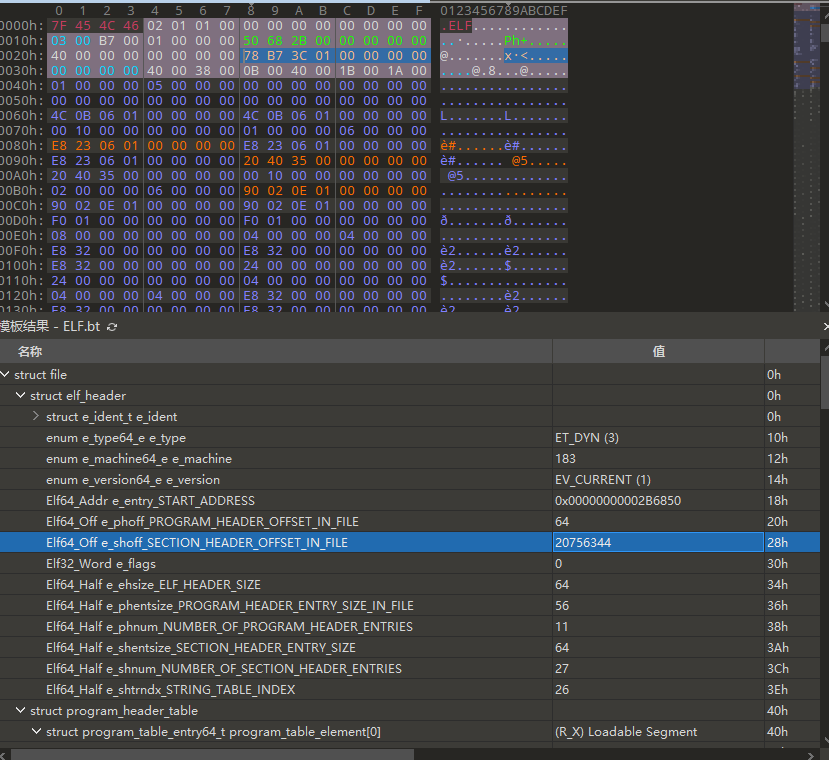 0 1 2 3 4 5 6 7 8 9 A B C D E F 0123456789ABCDEF
0000h: 7F 45 4C 46 02 01 01 00 00 00 00 00 00 00 00 00 .ELF............
0010h: 03 00 B7 00 01 00 00 00 50 68 2B 00 00 00 00 00 ..·.....Ph+.....
0020h: 40 00 00 00 00 00 00 00 78 B7 3C 01 00 00 00 00 @.......x·<.....
0030h: 00 00 00 00 40 00 38 00 0B 00 40 00 1B 00 1A 00 ....@.8...@.....
0040h: 01 00 00 00 05 00 00 00 00 00 00 00 00 00 00 00 ................
0050h: 00 00 00 00 00 00 00 00 00 00 00 00 00 00 00 00 ................
0060h: 4C 0B 06 01 00 00 00 00 4C 0B 06 01 00 00 00 00 L.......L.......
0070h: 00 10 00 00 00 00 00 00 01 00 00 00 06 00 00 00 ................
0080h: E8 23 06 01 00 00 00 00 E8 23 06 01 00 00 00 00 è#......è#......
0090h: E8 23 06 01 00 00 00 00 20 40 35 00 00 00 00 00 è#...... @5.....
00A0h: 20 40 35 00 00 00 00 00 00 10 00 00 00 00 00 00 @5.............
00B0h: 02 00 00 00 06 00 00 00 90 02 0E 01 00 00 00 00 ................
00C0h: 90 02 0E 01 00 00 00 00 90 02 0E 01 00 00 00 00 ................
00D0h: F0 01 00 00 00 00 00 00 F0 01 00 00 00 00 00 00 ð.......ð.......
00E0h: 08 00 00 00 00 00 00 00 04 00 00 00 04 00 00 00 ................
00F0h: E8 32 00 00 00 00 00 00 E8 32 00 00 00 00 00 00 è2......è2......
0100h: E8 32 00 00 00 00 00 00 24 00 00 00 00 00 00 00 è2......$.......
0110h: 24 00 00 00 00 00 00 00 04 00 00 00 00 00 00 00 $...............
0120h: 04 00 00 00 04 00 00 00 E8 32 00 00 00 00 00 00 ........è2......
0130h: E8 32 00 00 00 00 00 00 E8 32 00 00 00 00 00 00 è2......è2......
模板结果 - ELF.bt
名称 值
struct file 0h
struct elf_header 0h
struct e_ident_t e_ident 0h
enum e_type64_e e_type ET_DYN (3) 10h
enum e_machine64_e e_machine 183 12h
enum e_version64_e e_version EV_CURRENT (1) 14h
Elf64_Addr e_entry_START_ADDRESS 0x00000000002B6850 18h
Elf64_Off e_phoff_PROGRAM_HEADER_OFFSET_IN_FILE 64 20h
Elf64_Off e_shoff_SECTION_HEADER_OFFSET_IN_FILE 20756344 28h
Elf32_Word e_flags 0 30h
Elf64_Half e_ehsize_ELF_HEADER_SIZE 64 34h
Elf64_Half e_phentsize_PROGRAM_HEADER_ENTRY_SIZE_IN_FILE 56 36h
Elf64_Half e_phnum_NUMBER_OF_PROGRAM_HEADER_ENTRIES 11 38h
Elf64_Half e_shentsize_SECTION_HEADER_ENTRY_SIZE 64 3Ah
Elf64_Half e_shnum_NUMBER_OF_SECTION_HEADER_ENTRIES 27 3Ch
Elf64_Half e_shtrndx_STRING_TABLE_INDEX 26 3Eh
struct program_header_table 40h
struct program_table_entry64_t program_table_element[0] (R_X) Loadable Segment 40h